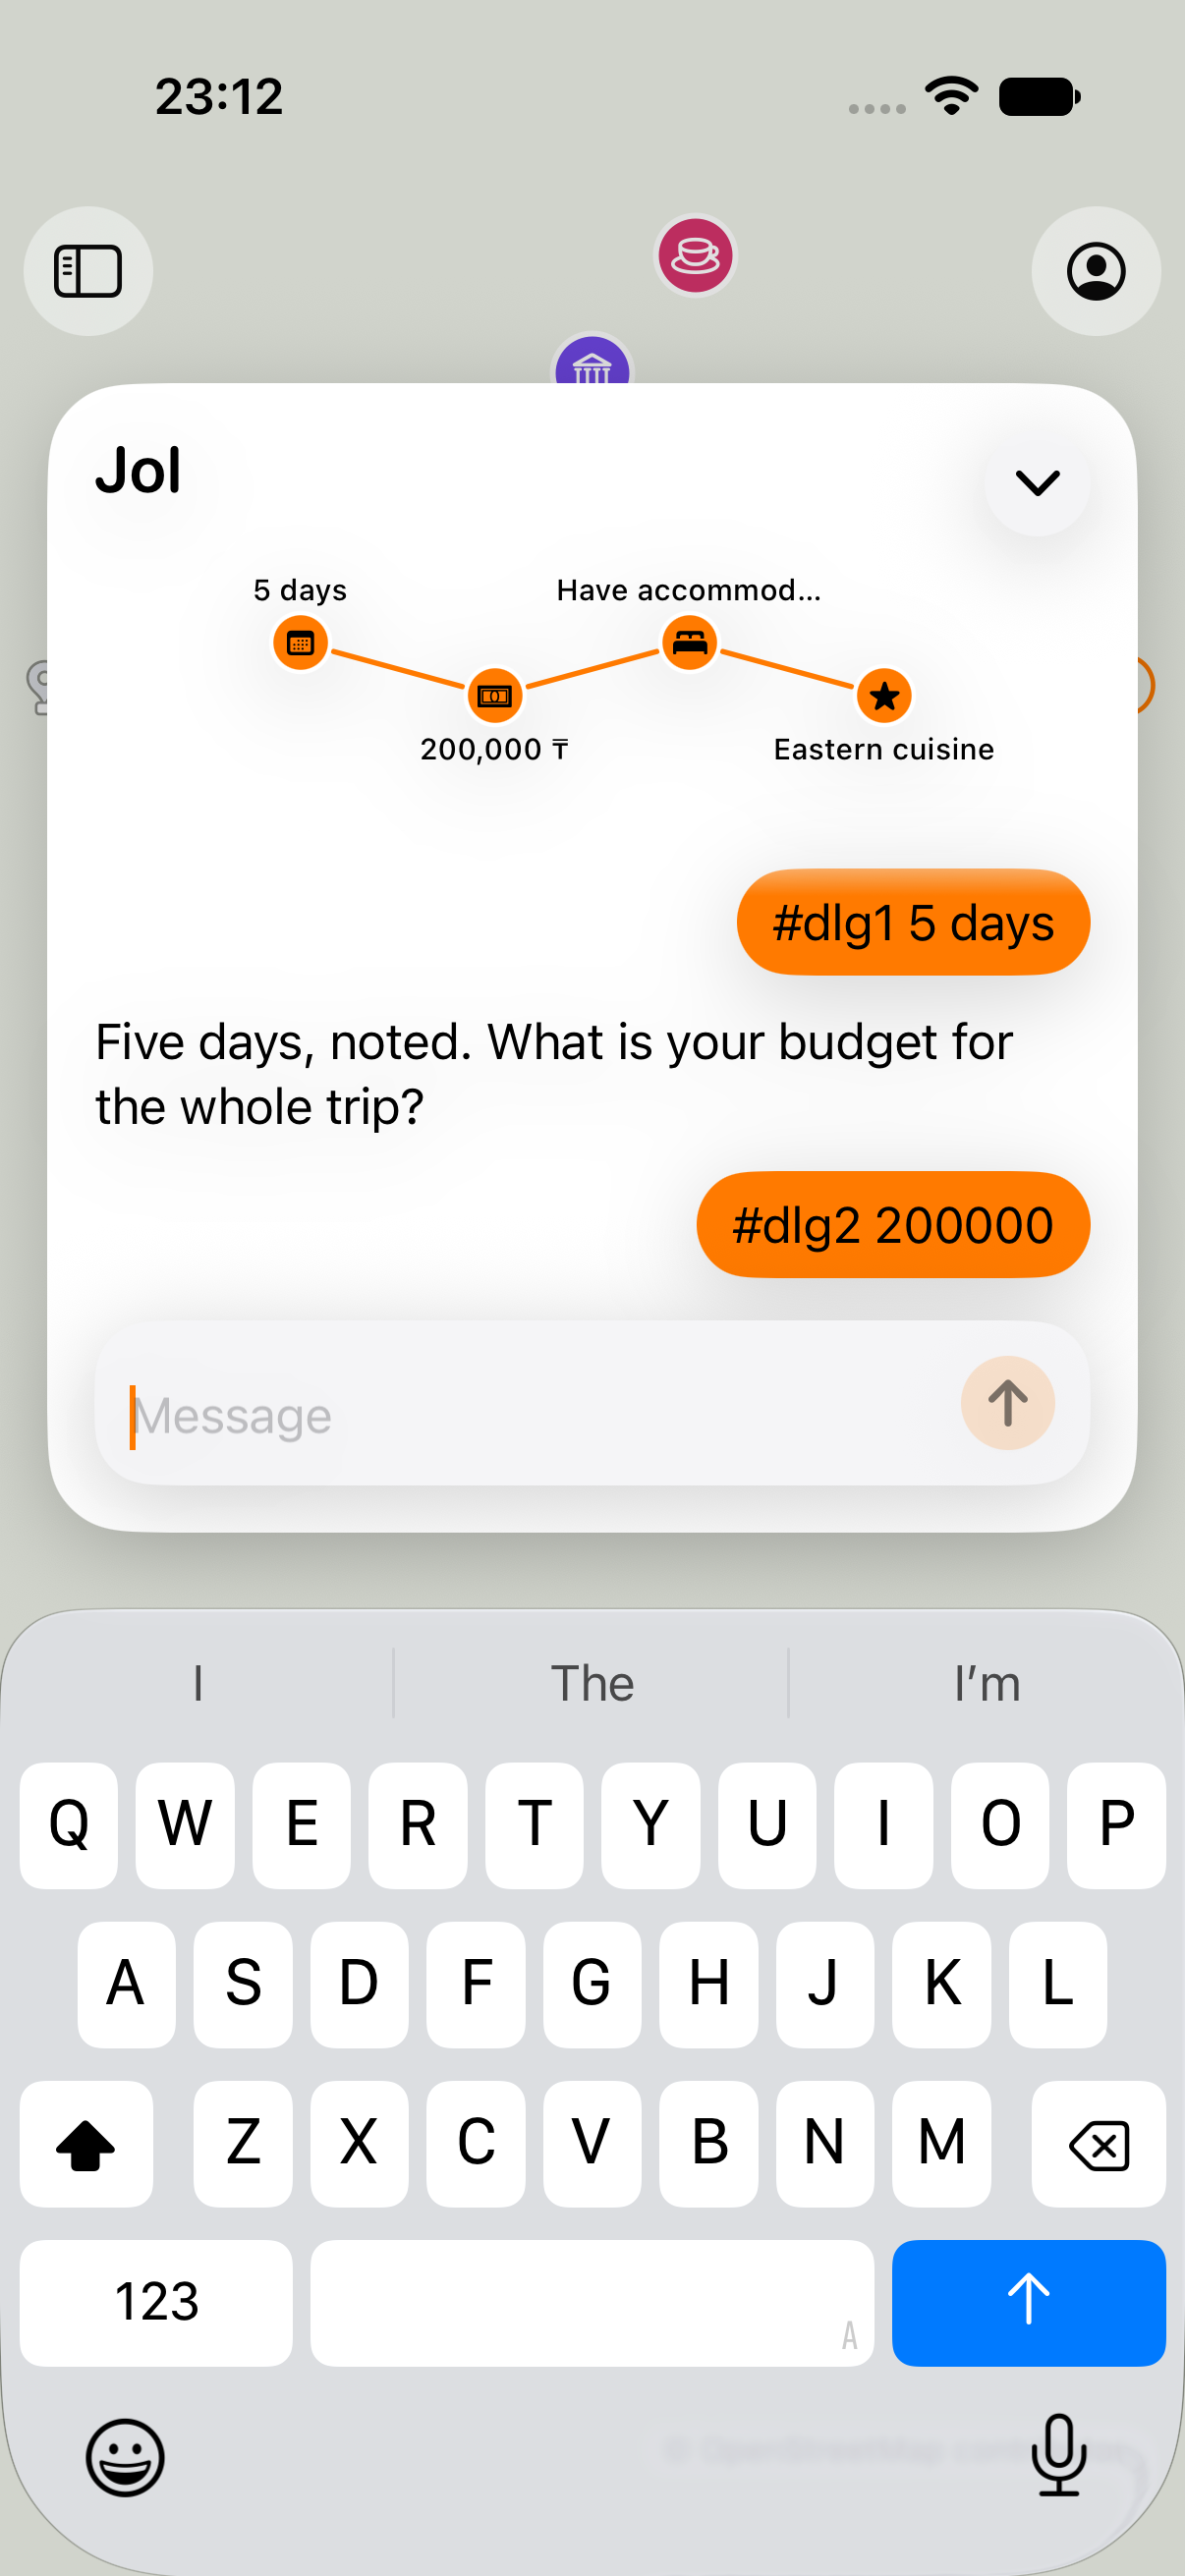 23:12
Jol
5 days
Have accommod...
200,000 ₸
Eastern cuisine
#dlg1 5 days
Five days, noted. What is your budget for
the whole trip?
#dlg2 200000
Message
I
The
I’m
Q W E R T Y U I O P
A S D F G H J K L
Z X C V B N M
123
A